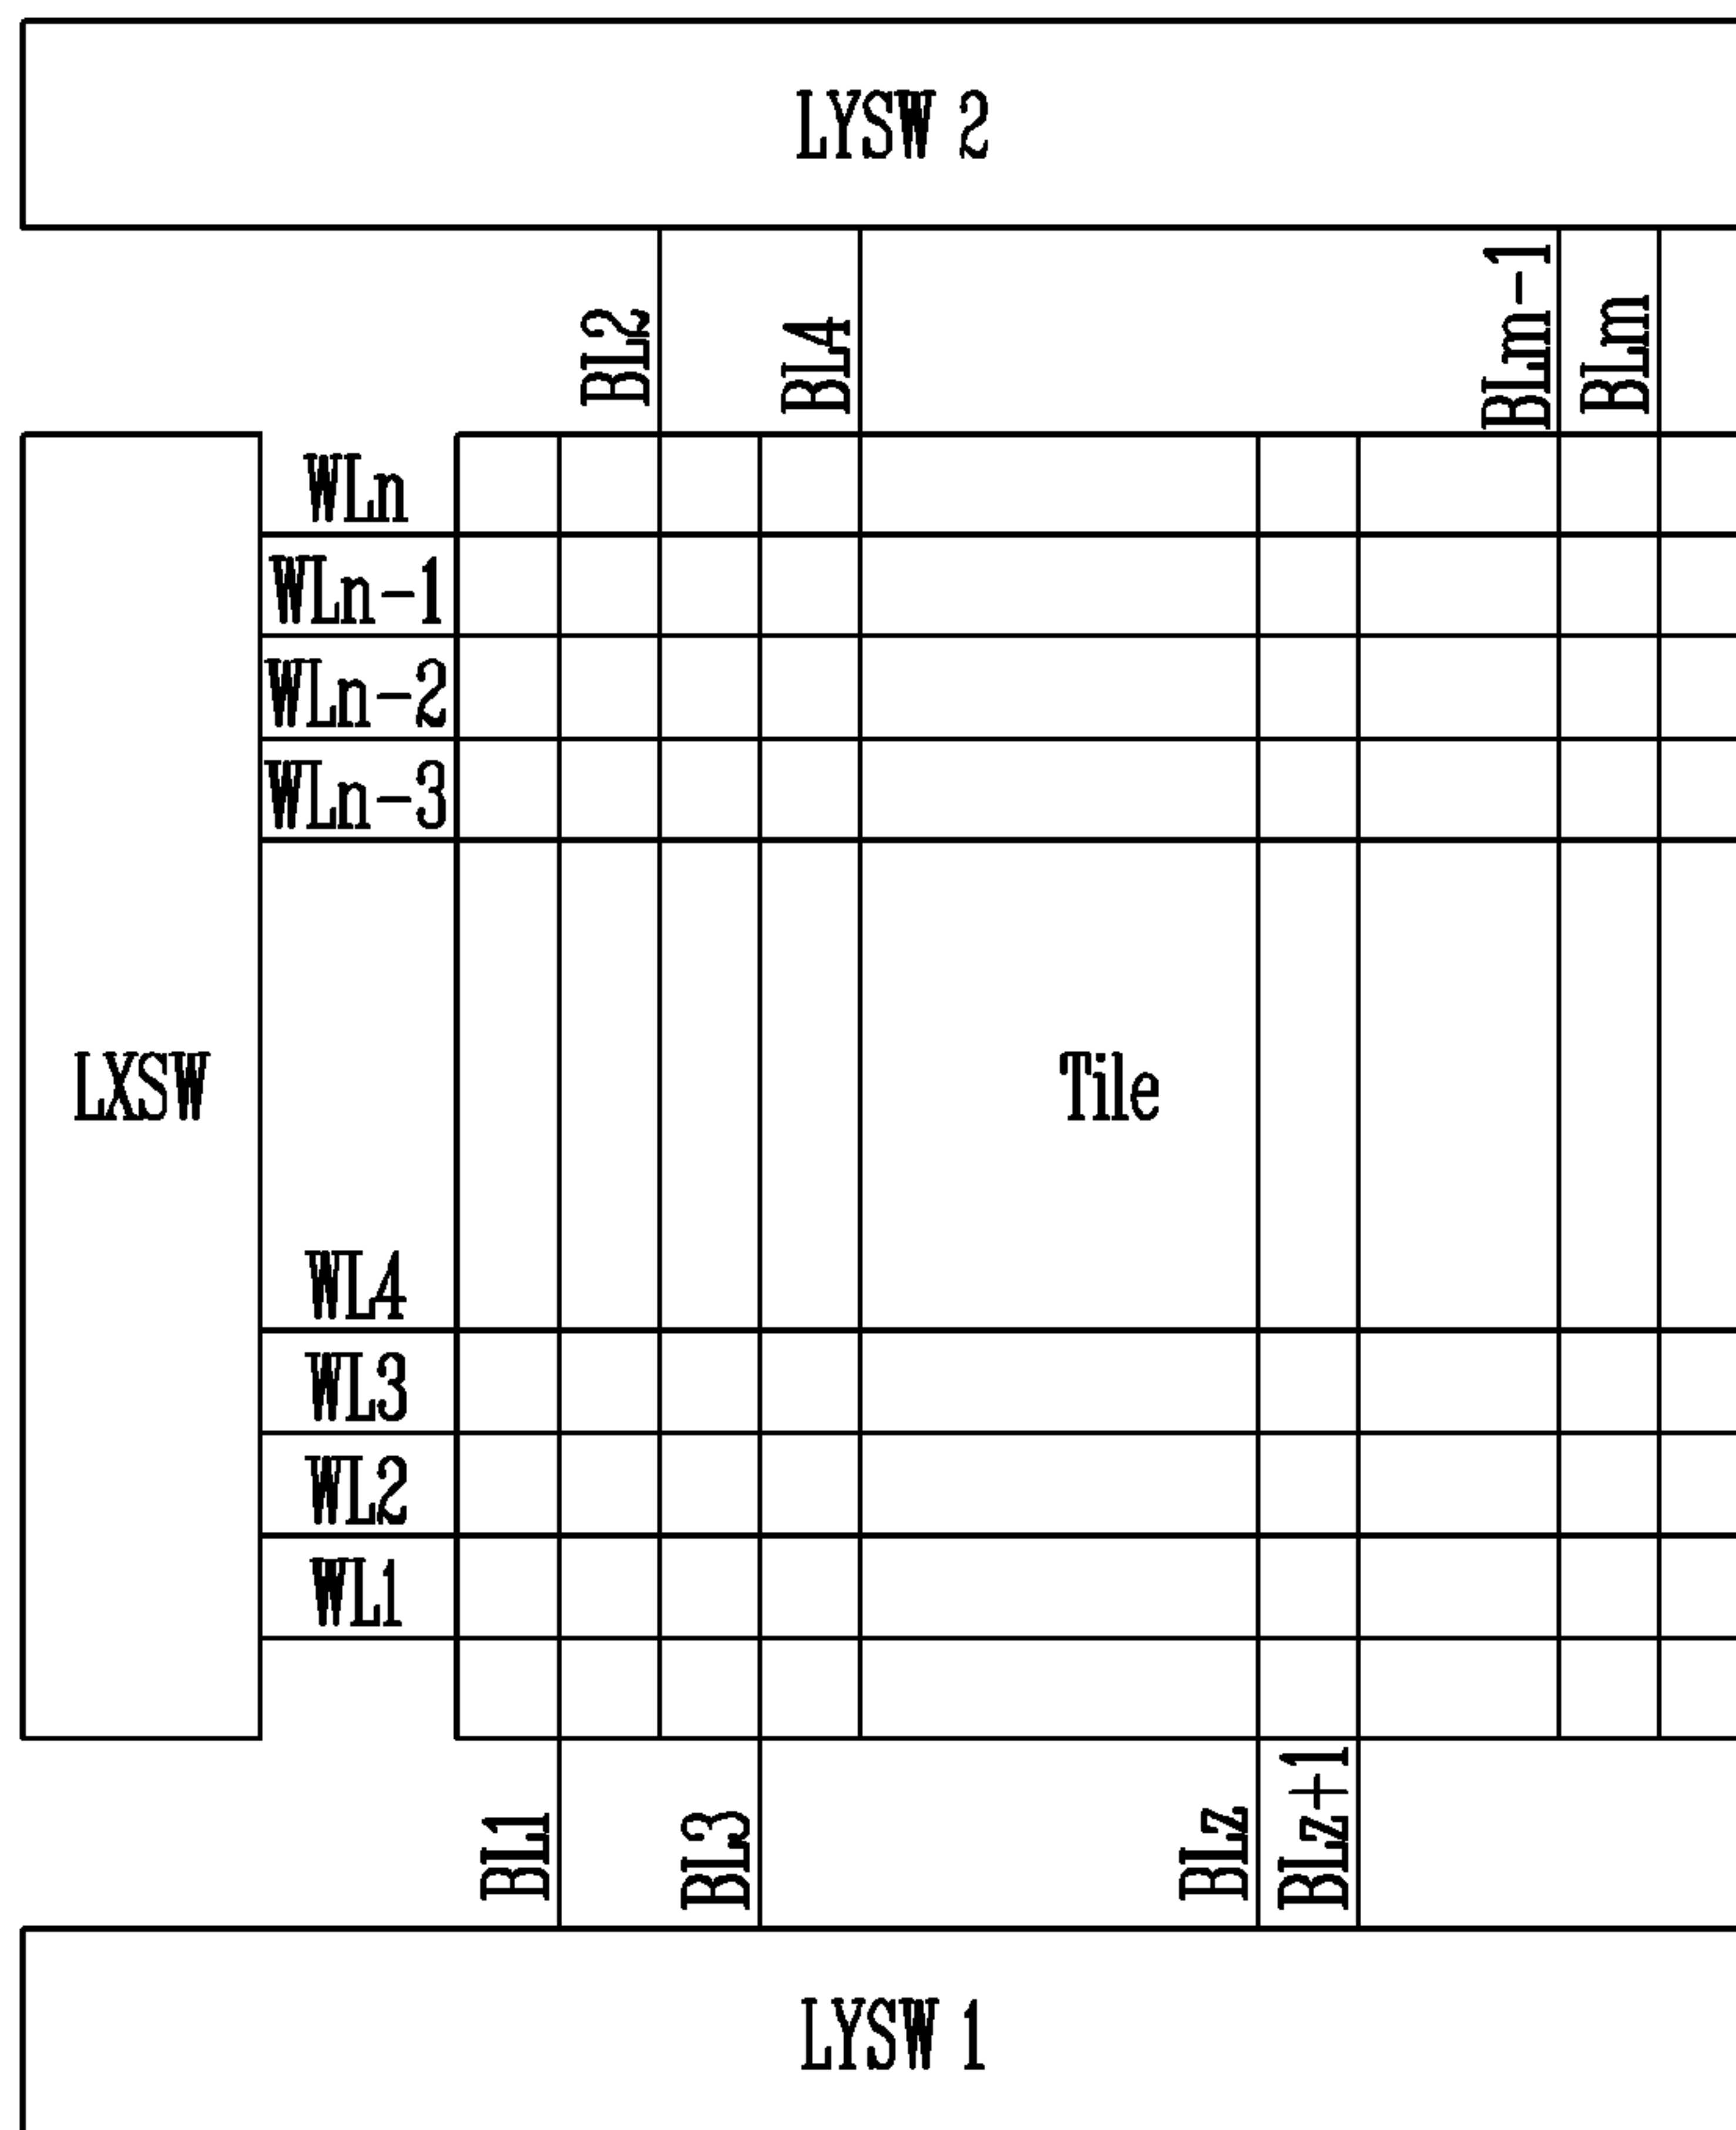 LYSW 2
BL2
BL4
BLm-1
BLm
WLn
WLn-1
WLn-2
WLn-3
LXSW
Tile
WL4
WL3
WL2
WL1
BL1
BL3
BLz
BLz+1
LYSW 1